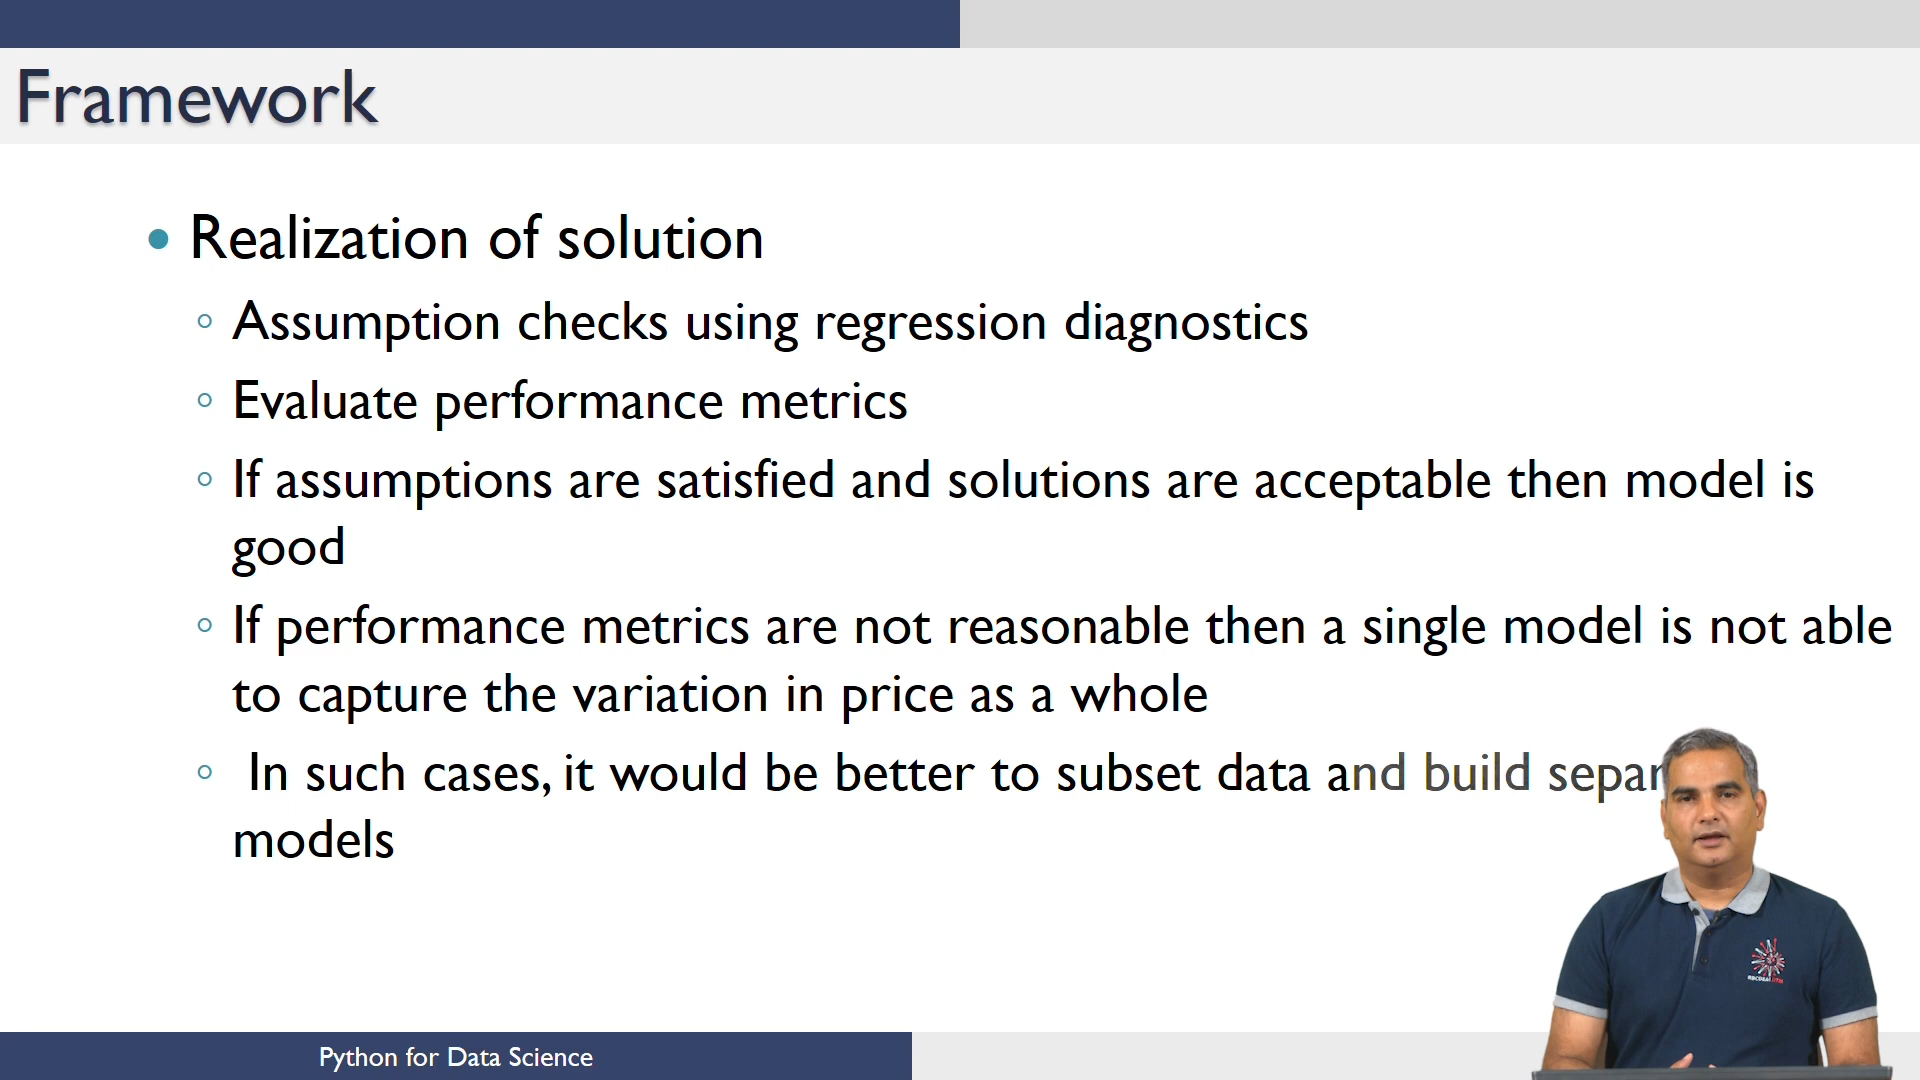 Framework
Realization of solution
Assumption checks using regression diagnostics
Evaluate performance metrics
If assumptions are satisfied and solutions are acceptable then model is
good
If performance metrics are not reasonable then a single model is not able
to capture the variation in price as a whole
In such cases, it would be better to subset data and build
models
Python for Data Science